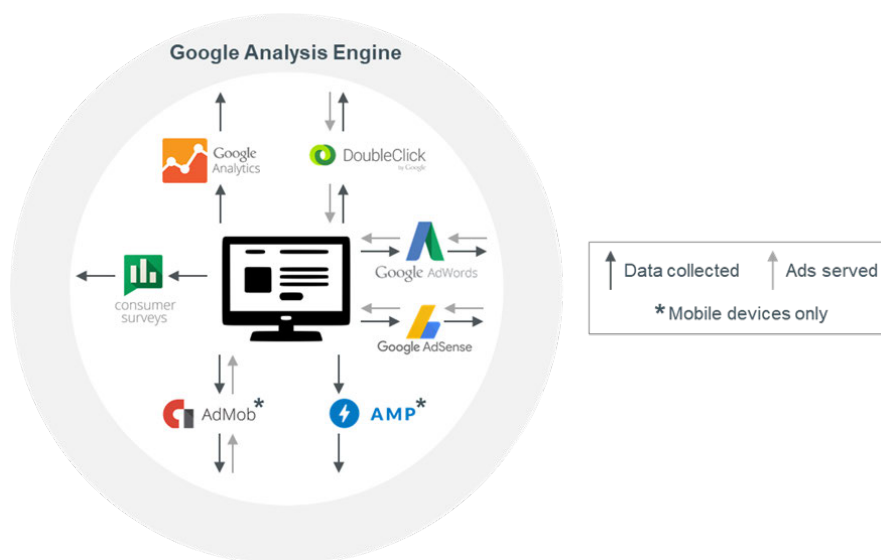 Google Analysis Engine
Google
Analytics
DoubleClick
by Google
Google AdWords
consumer
surveys
Google AdSense
AdMob*
AMP*
Data collected
Ads served
*Mobile devices only